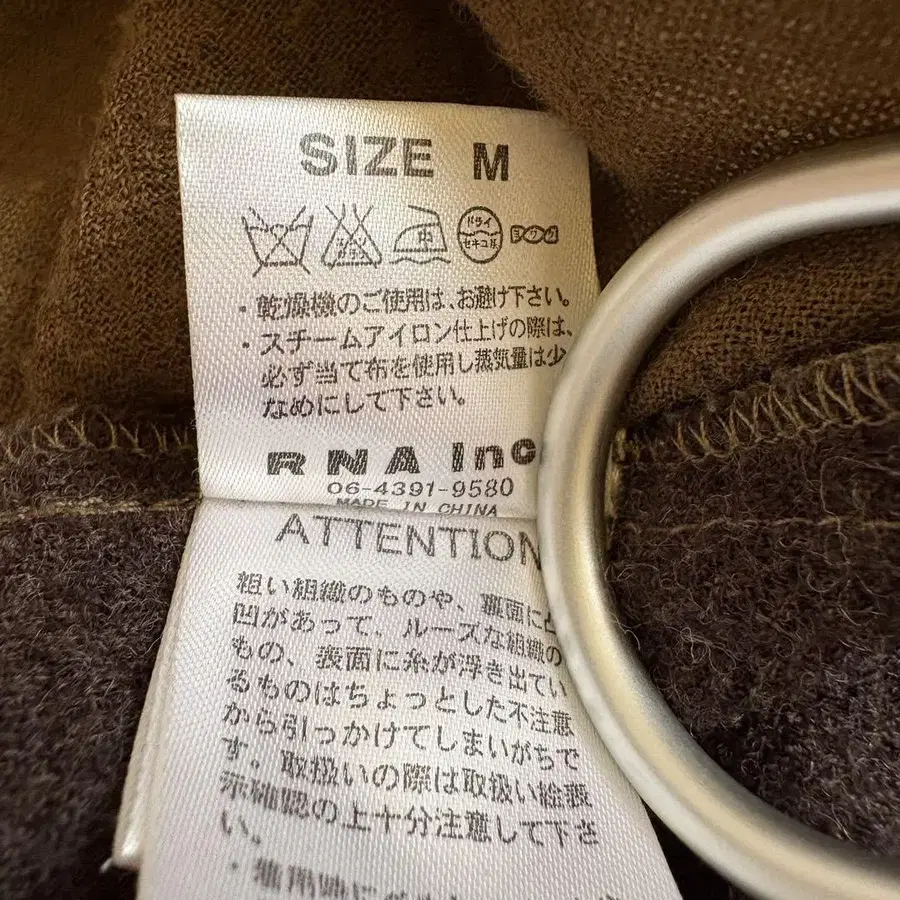 SIZE M
ドライ
セキユ系
中
ヨワク
・乾燥機のご使用は、お避け下さい。
・スチームアイロン仕上げの際は、
必ず当て布を使用し蒸気量は少
なめにして下さい。
RNA Inc
06-4391-9580
MADE IN CHINA
ATTENTION
粗い組織のものや、裏面に凸
凹があって、ルーズな組織の
もの、表面に糸が浮き出てい
るものはちょっとした不注意
から引っかけてしまいがちで
す。取扱いの際は取扱い絵表
示確認の上十分注意して下さ
い。